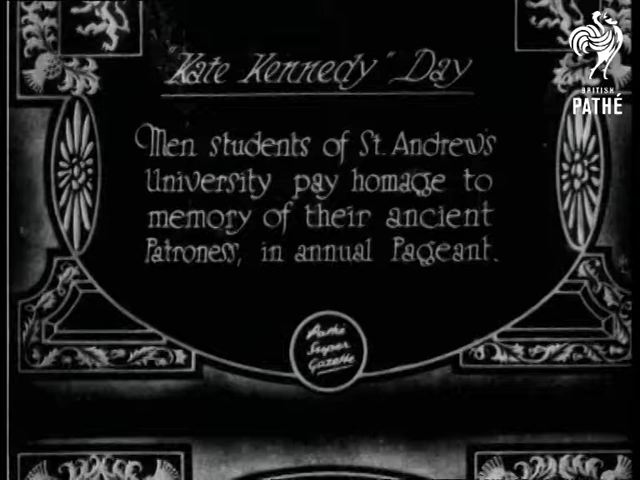 "Kate Kennedy" Day
Men students of St. Andrew's
University pay homage to
memory of their ancient
Patroness, in annual Pageant.
Pathé
Super
Gazette
BRITISH
PATHÉ